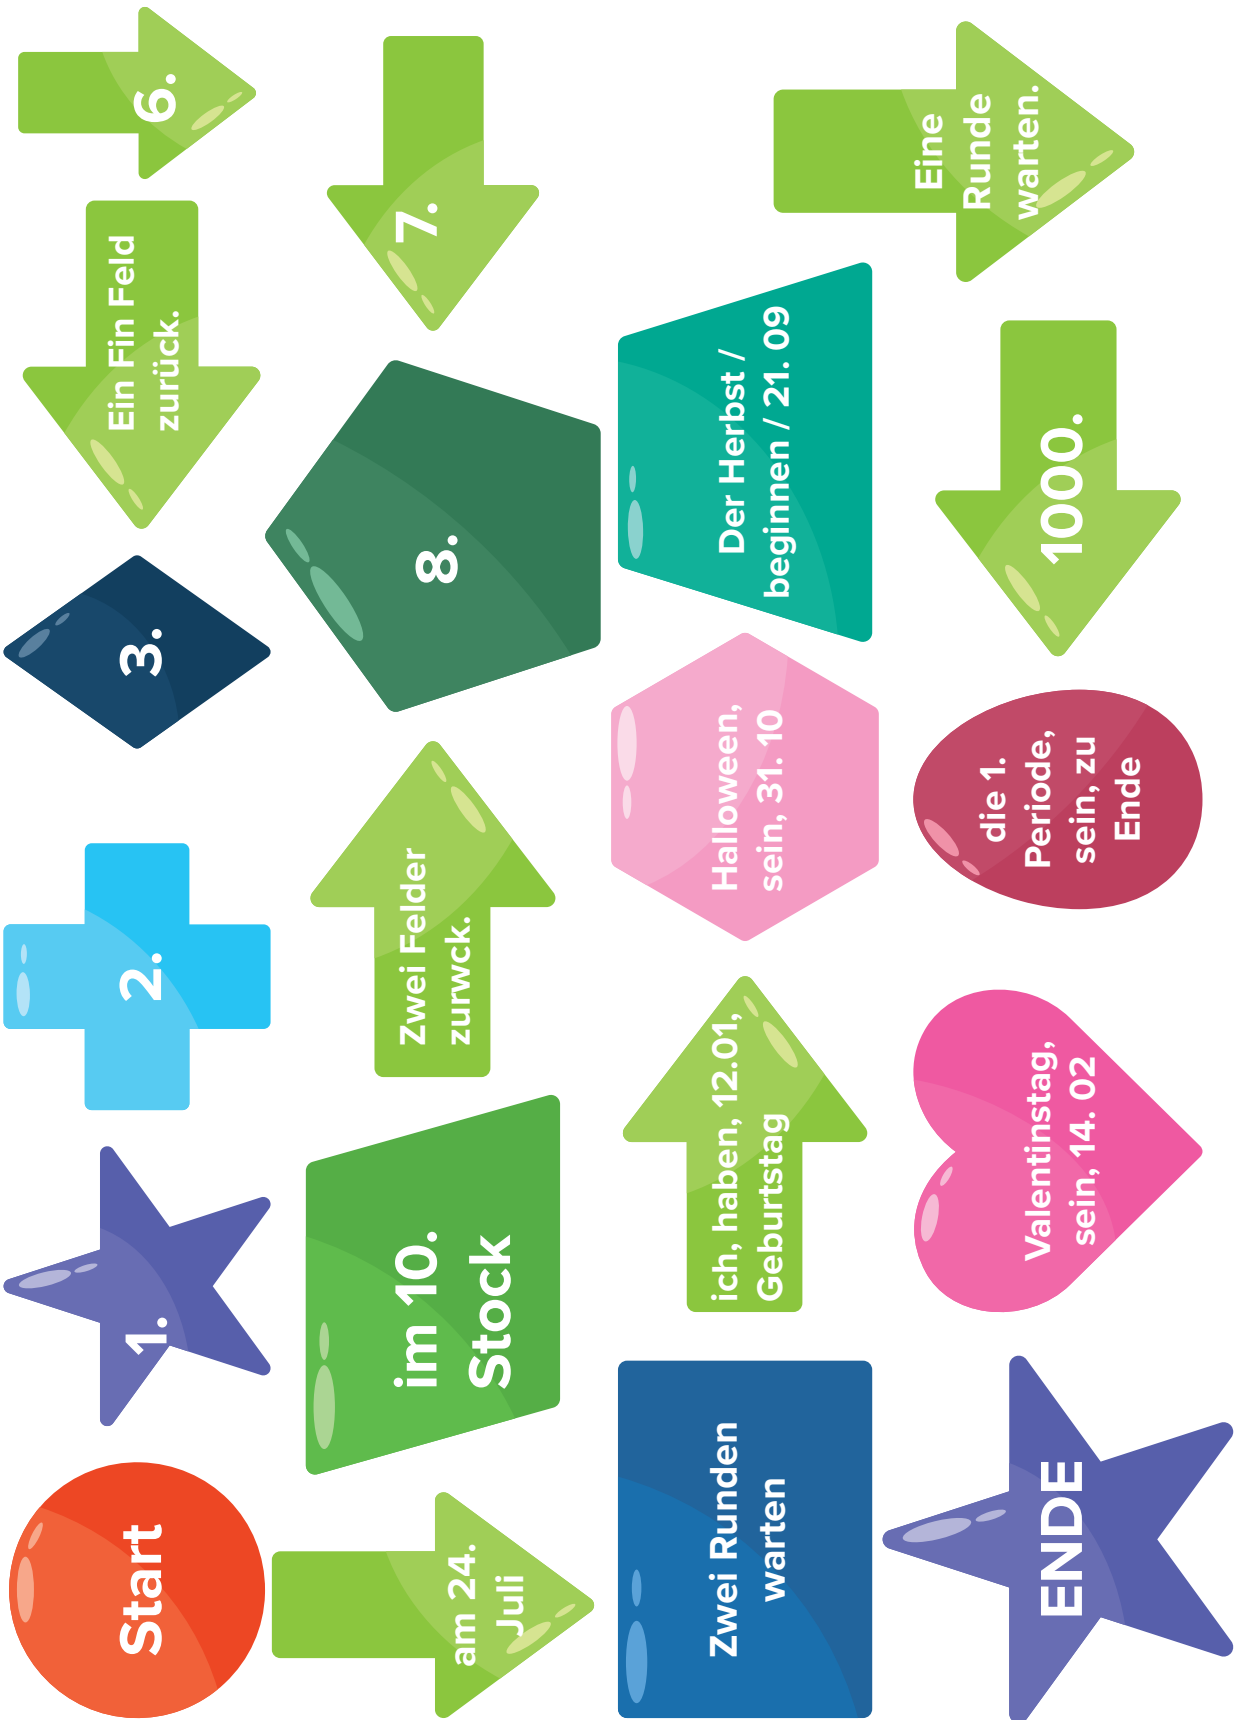 Start
1.
2.
3.
Ein Fin Feld
zurück.
6.
am 24.
Juli
im 10.
Stock
Zwei Felder
zurwck.
8.
7.
Zwei Runden
warten
ich, haben, 12.01,
Geburtstag
Halloween,
sein, 31. 10
Der Herbst /
beginnen / 21. 09
Eine
Runde
warten.
ENDE
Valentinstag,
sein, 14. 02
die 1.
Periode,
sein, zu
Ende
1000.